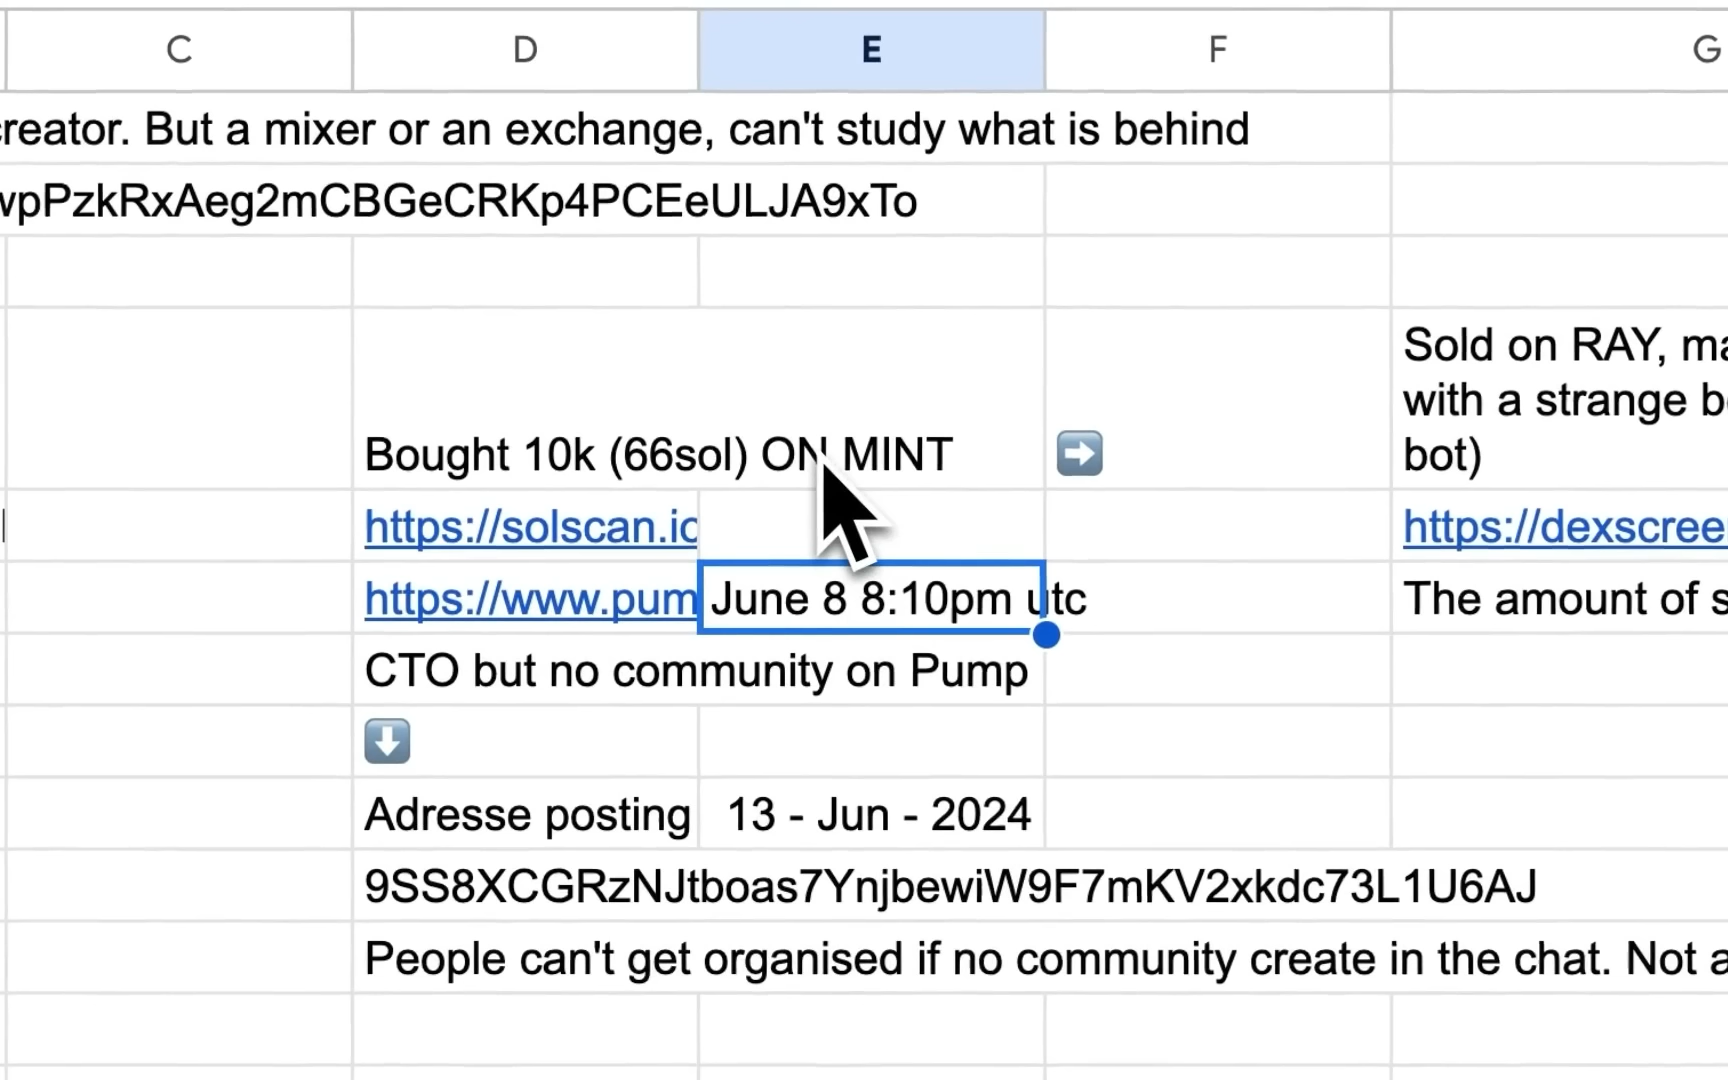 C D E F G
creator. But a mixer or an exchange, can't study what is behind
wpPzkRxAeg2mCBGeCRKp4PCEeULJA9xTo
Sold on RAY, ma
with a strange b
Bought 10k (66sol) ON MINT ➡️ bot)
https://solscan.io https://dexscree
https://www.pum June 8 8:10pm utc The amount of s
CTO but no community on Pump
⬇️
Adresse posting 13 - Jun - 2024
9SS8XCGRzNJtboas7YnjbewiW9F7mKV2xkdc73L1U6AJ
People can't get organised if no community create in the chat. Not a